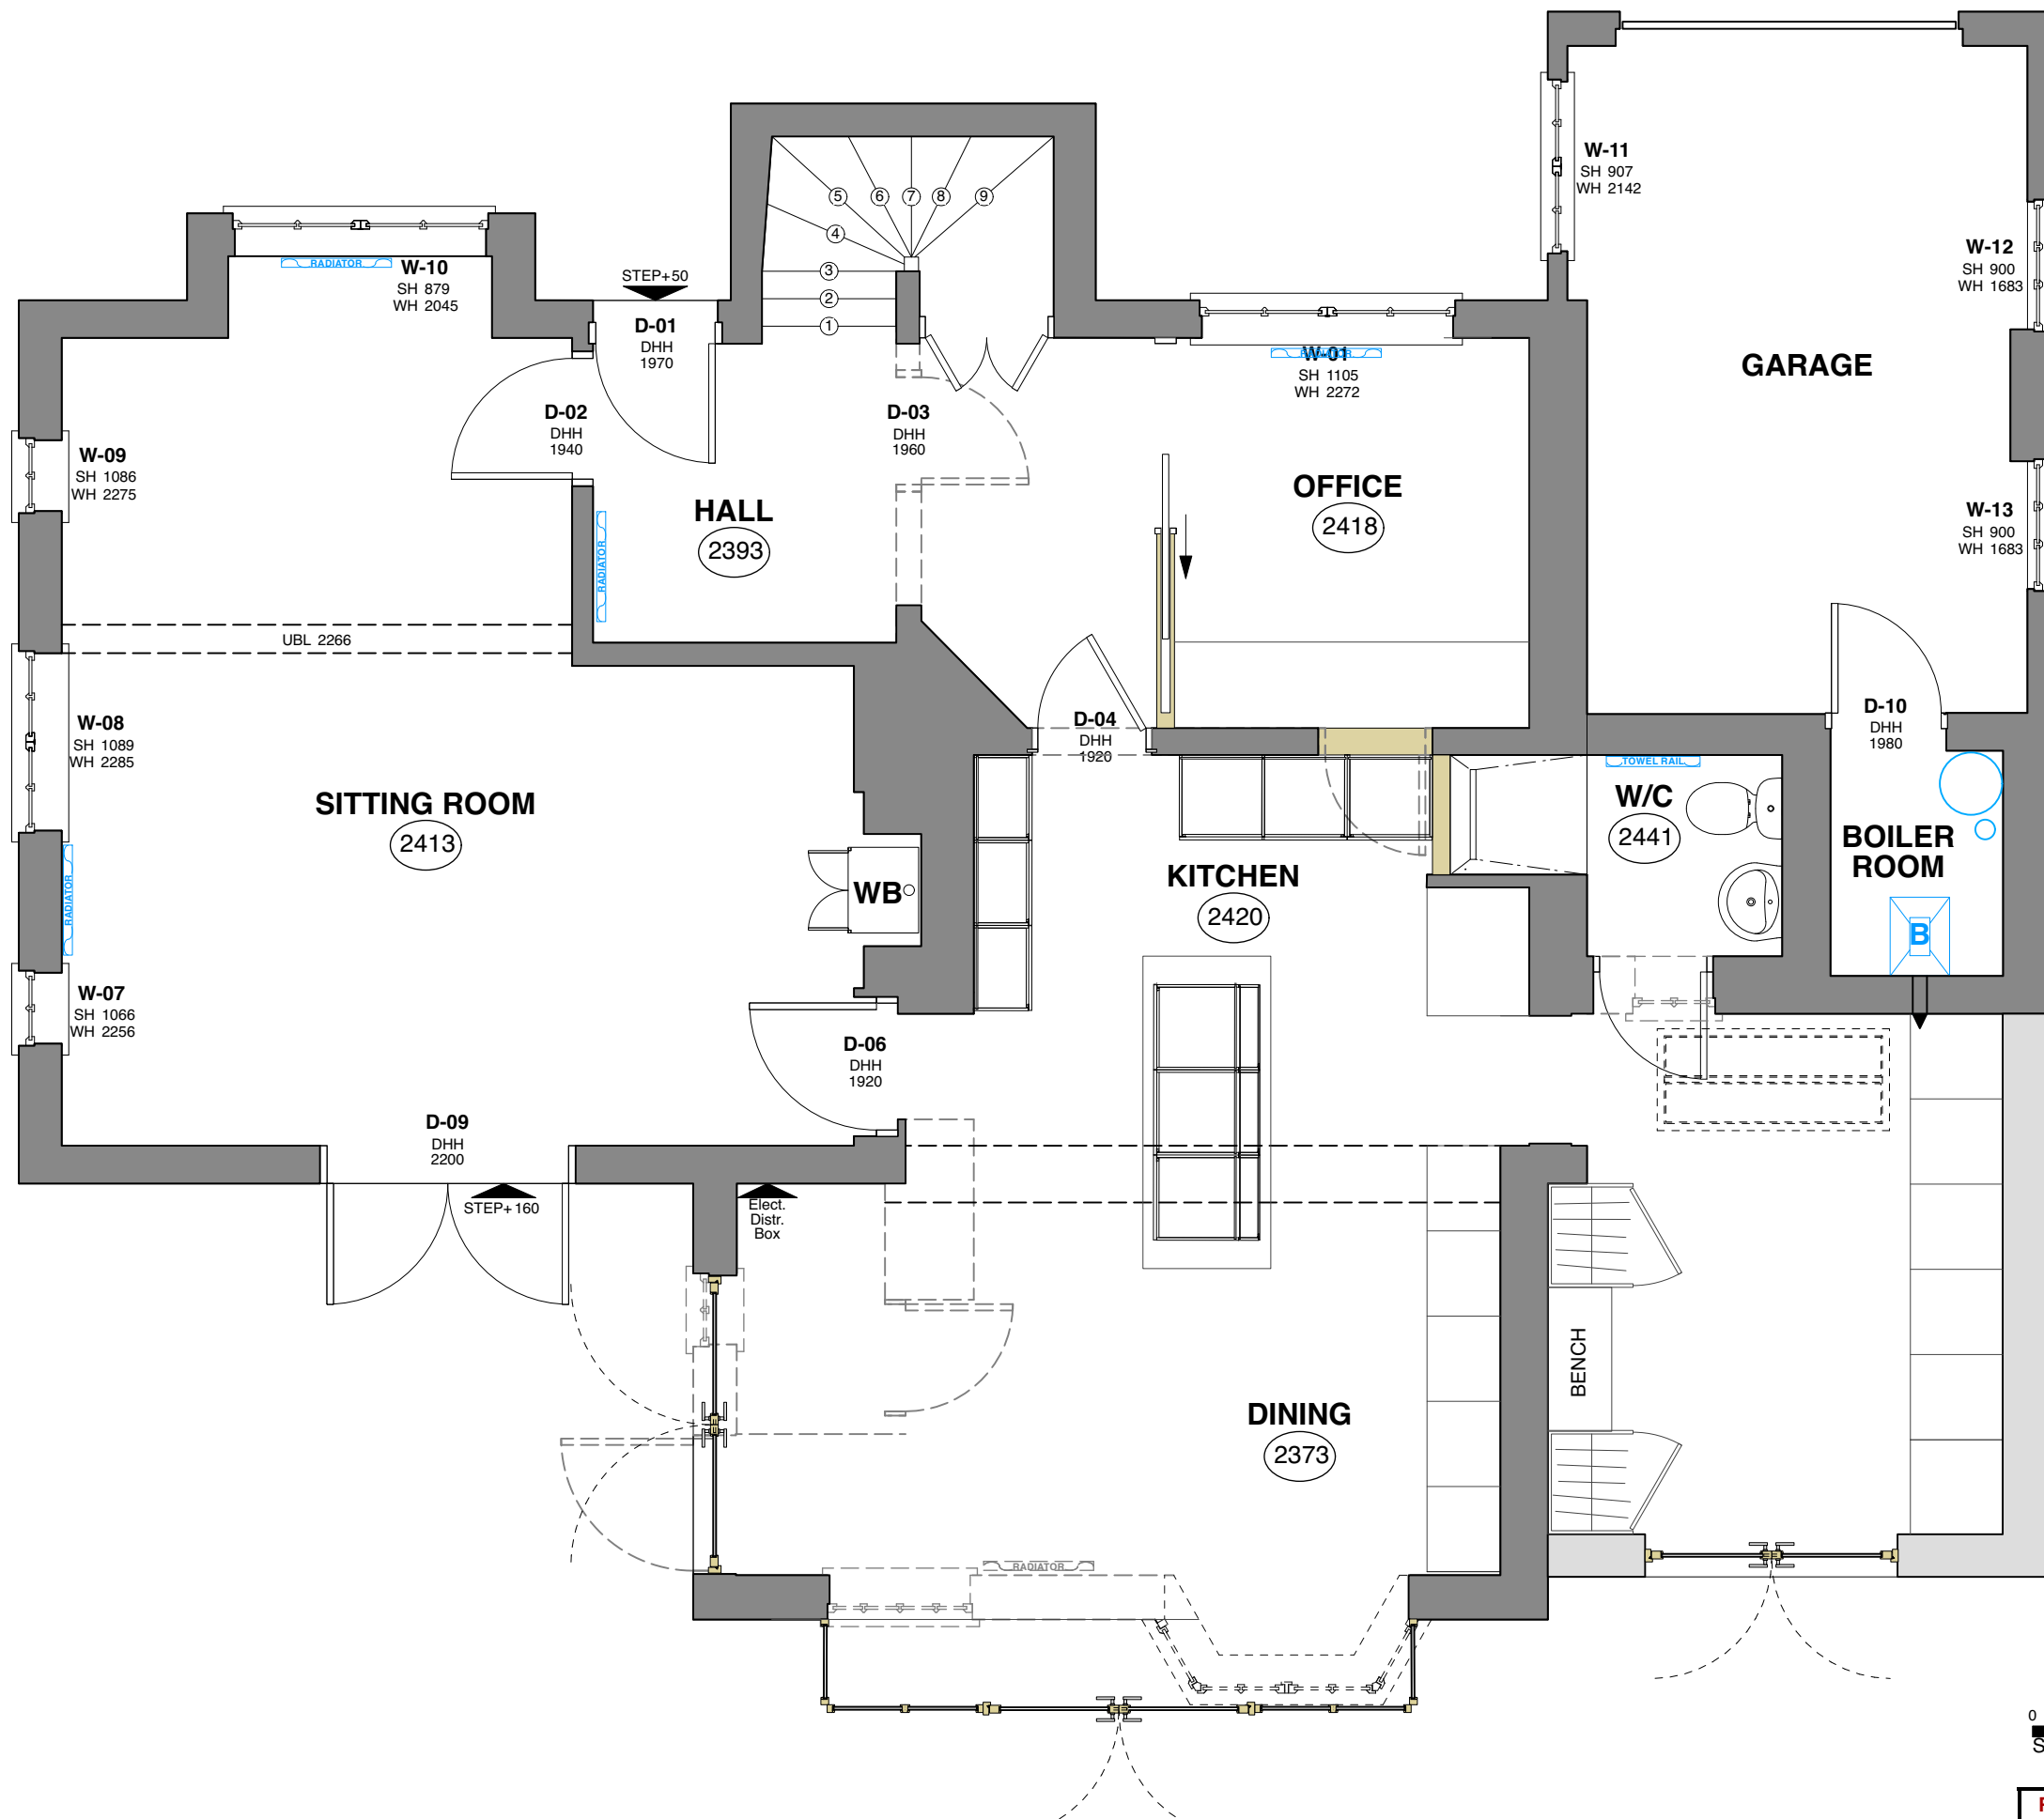 W-11
SH 907
WH 2142
5
6
7
8
9
4
3
2
1
W-12
SH 900
WH 1683
RADIATOR
W-10
SH 879
WH 2045
STEP+50
D-01
DHH
1970
RADIATOR
W-01
SH 1105
WH 2272
GARAGE
D-02
DHH
1940
D-03
DHH
1960
W-09
SH 1086
WH 2275
HALL
2393
RADIATOR
OFFICE
2418
W-13
SH 900
WH 1683
UBL 2266
W-08
SH 1089
WH 2285
D-04
DHH
1920
D-10
DHH
1980
TOWEL RAIL
SITTING ROOM
2413
W/C
2441
BOILER
ROOM
RADIATOR
WB
KITCHEN
2420
B
W-07
SH 1066
WH 2256
D-06
DHH
1920
D-09
DHH
2200
STEP+160
Elect.
Distr.
Box
BENCH
DINING
2373
RADIATOR
0
S